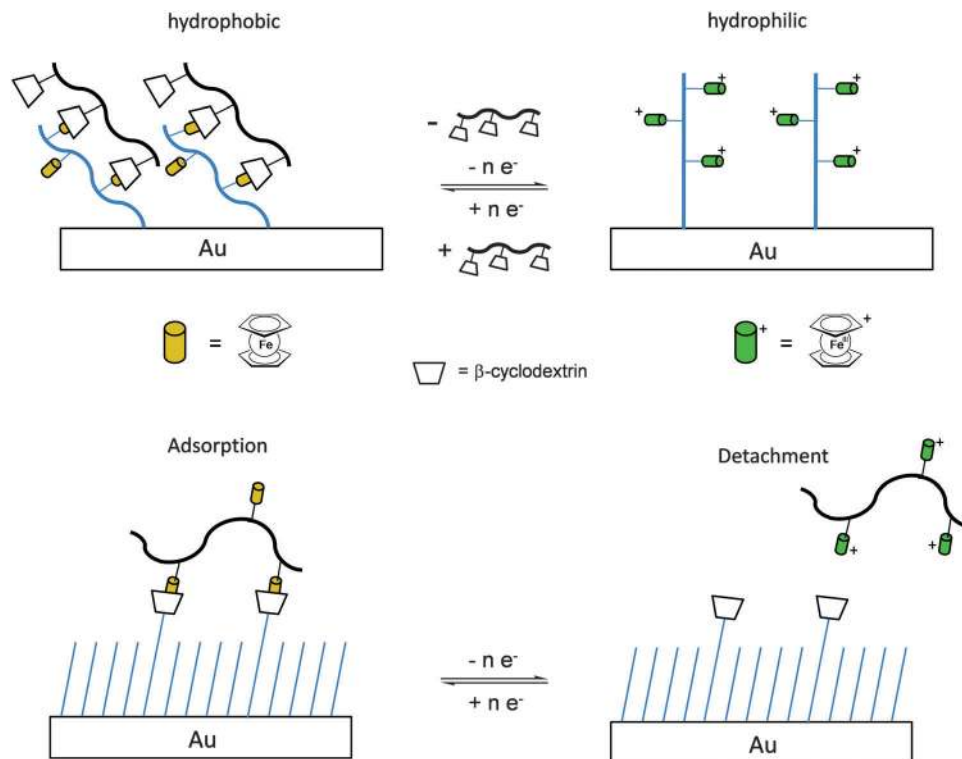 hydrophobic
hydrophilic
-
- n e-
+ n e-
+
+
+
+
+
+
+
Au
Au
= Fe
+ = Fe +
= β-cyclodextrin
Adsorption
Detachment
+
+
+
- n e-
+ n e-
Au
Au